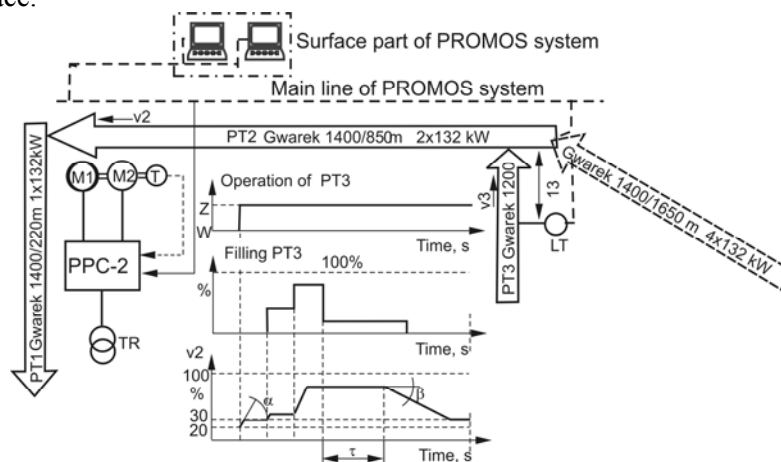 ace.
Surface part of PROMOS system
Main line of PROMOS system
v2
PT2 Gwarek 1400/850m 2x132 kW
Gwarek 1400/1650 m 4x132 kW
PT1 Gwarek 1400/220m 1x132kW
M1
M2
T
PPC-2
TR
Operation of PT3
Z
W
Time, s
v3
PT3 Gwarek 1200
13
LT
Filling PT3
100%
%
Time, s
v2
100
%
30
20
α
β
τ
Time, s